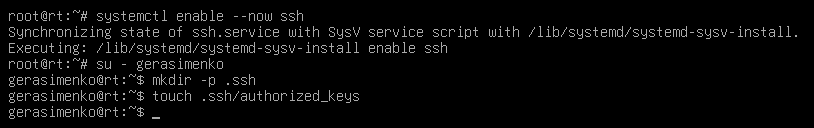 root@rt:~# systemctl enable --now ssh
Synchronizing state of ssh.service with SysV service script with /lib/systemd/systemd-sysv-install.
Executing: /lib/systemd/systemd-sysv-install enable ssh
root@rt:~# su - gerasimenko
gerasimenko@rt:~$ mkdir -p .ssh
gerasimenko@rt:~$ touch .ssh/authorized_keys
gerasimenko@rt:~$ _